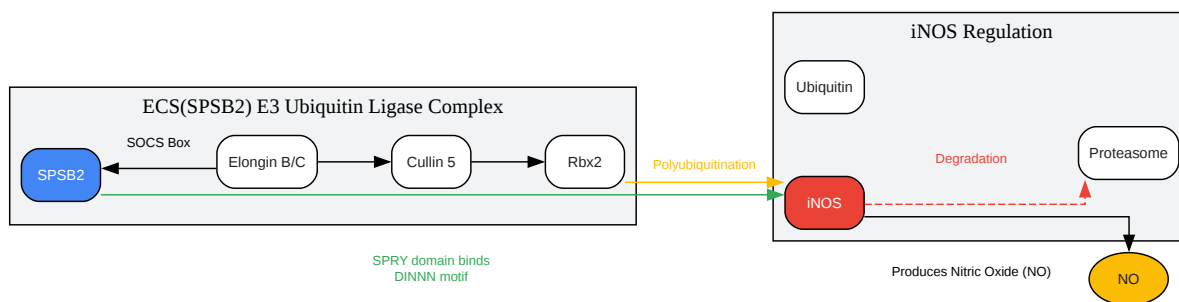 iNOS Regulation
Ubiquitin
ECS(SPSB2) E3 Ubiquitin Ligase Complex
SOCS Box
SPSB2
Elongin B/C
Cullin 5
Rbx2
Polyubiquitination
iNOS
Degradation
Proteasome
SPRY domain binds
DINNN motif
Produces Nitric Oxide (NO)
NO